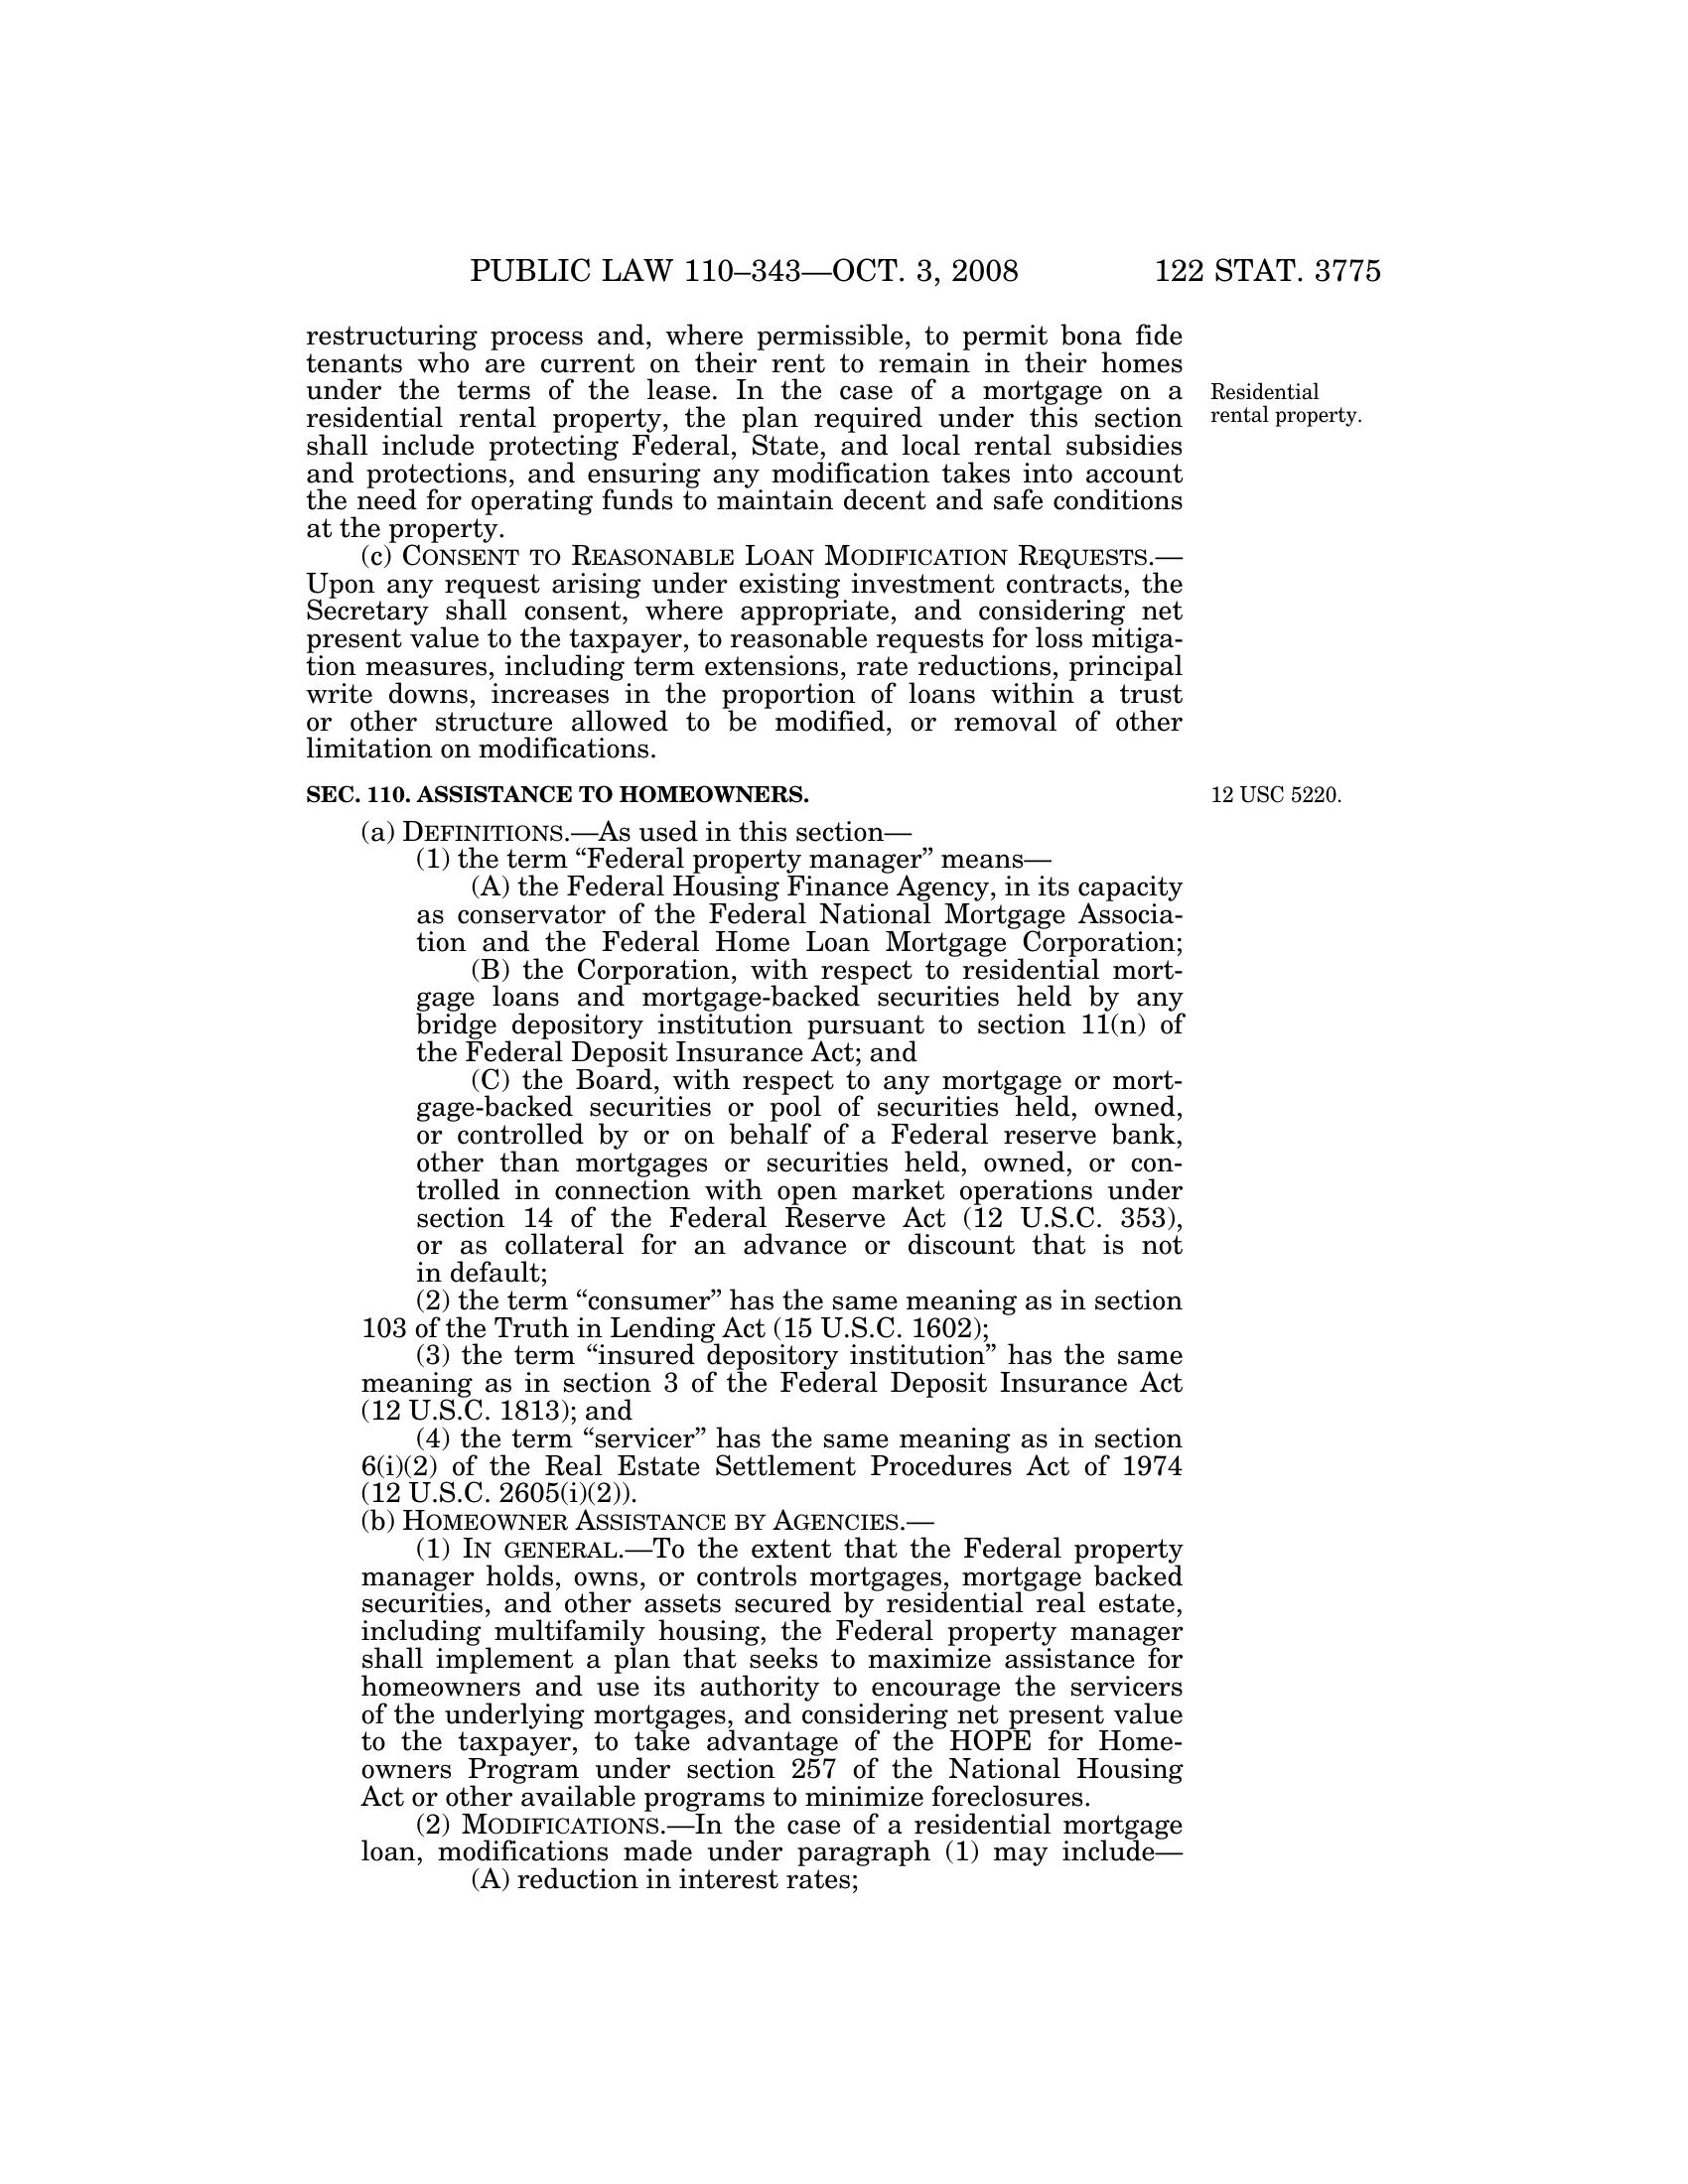 PUBLIC LAW 110–343—OCT. 3, 2008 122 STAT. 3775
restructuring process and, where permissible, to permit bona fide
tenants who are current on their rent to remain in their homes
under the terms of the lease. In the case of a mortgage on a
residential rental property, the plan required under this section
shall include protecting Federal, State, and local rental subsidies
and protections, and ensuring any modification takes into account
the need for operating funds to maintain decent and safe conditions
at the property.
Residential
rental property.
(c) CONSENT TO REASONABLE LOAN MODIFICATION REQUESTS.—
Upon any request arising under existing investment contracts, the
Secretary shall consent, where appropriate, and considering net
present value to the taxpayer, to reasonable requests for loss mitiga-
tion measures, including term extensions, rate reductions, principal
write downs, increases in the proportion of loans within a trust
or other structure allowed to be modified, or removal of other
limitation on modifications.
SEC. 110. ASSISTANCE TO HOMEOWNERS.
12 USC 5220.
(a) DEFINITIONS.—As used in this section—
(1) the term “Federal property manager” means—
(A) the Federal Housing Finance Agency, in its capacity
as conservator of the Federal National Mortgage Associa-
tion and the Federal Home Loan Mortgage Corporation;
(B) the Corporation, with respect to residential mort-
gage loans and mortgage-backed securities held by any
bridge depository institution pursuant to section 11(n) of
the Federal Deposit Insurance Act; and
(C) the Board, with respect to any mortgage or mort-
gage-backed securities or pool of securities held, owned,
or controlled by or on behalf of a Federal reserve bank,
other than mortgages or securities held, owned, or con-
trolled in connection with open market operations under
section 14 of the Federal Reserve Act (12 U.S.C. 353),
or as collateral for an advance or discount that is not
in default;
(2) the term “consumer” has the same meaning as in section
103 of the Truth in Lending Act (15 U.S.C. 1602);
(3) the term “insured depository institution” has the same
meaning as in section 3 of the Federal Deposit Insurance Act
(12 U.S.C. 1813); and
(4) the term “servicer” has the same meaning as in section
6(i)(2) of the Real Estate Settlement Procedures Act of 1974
(12 U.S.C. 2605(i)(2)).
(b) HOMEOWNER ASSISTANCE BY AGENCIES.—
(1) IN GENERAL.—To the extent that the Federal property
manager holds, owns, or controls mortgages, mortgage backed
securities, and other assets secured by residential real estate,
including multifamily housing, the Federal property manager
shall implement a plan that seeks to maximize assistance for
homeowners and use its authority to encourage the servicers
of the underlying mortgages, and considering net present value
to the taxpayer, to take advantage of the HOPE for Home-
owners Program under section 257 of the National Housing
Act or other available programs to minimize foreclosures.
(2) MODIFICATIONS.—In the case of a residential mortgage
loan, modifications made under paragraph (1) may include—
(A) reduction in interest rates;